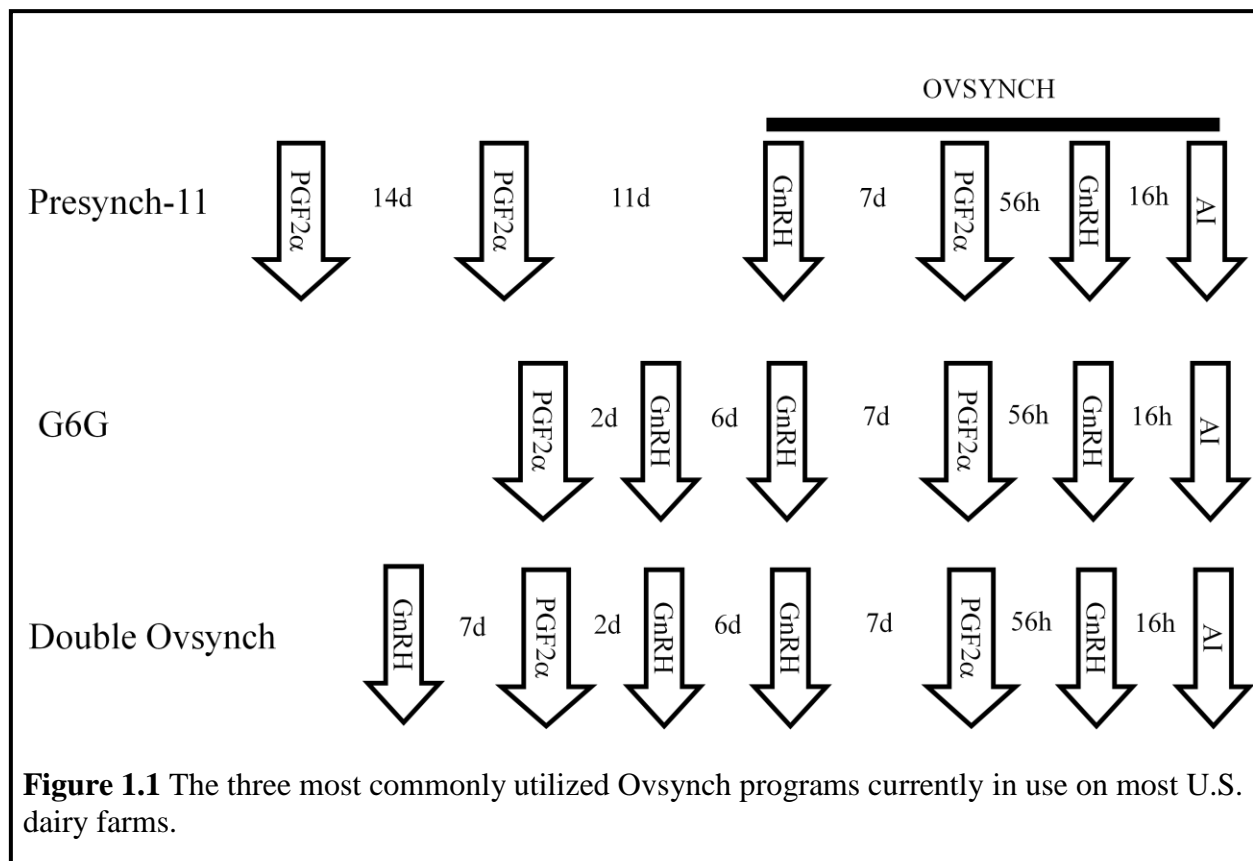 OVSYNCH
Presynch-11 PGF2α 14d PGF2α 11d GnRH 7d PGF2α 56h GnRH 16h AI
G6G PGF2α 2d GnRH 6d GnRH 7d PGF2α 56h GnRH 16h AI
Double Ovsynch GnRH 7d PGF2α 2d GnRH 6d GnRH 7d PGF2α 56h GnRH 16h AI
Figure 1.1 The three most commonly utilized Ovsynch programs currently in use on most U.S.
dairy farms.